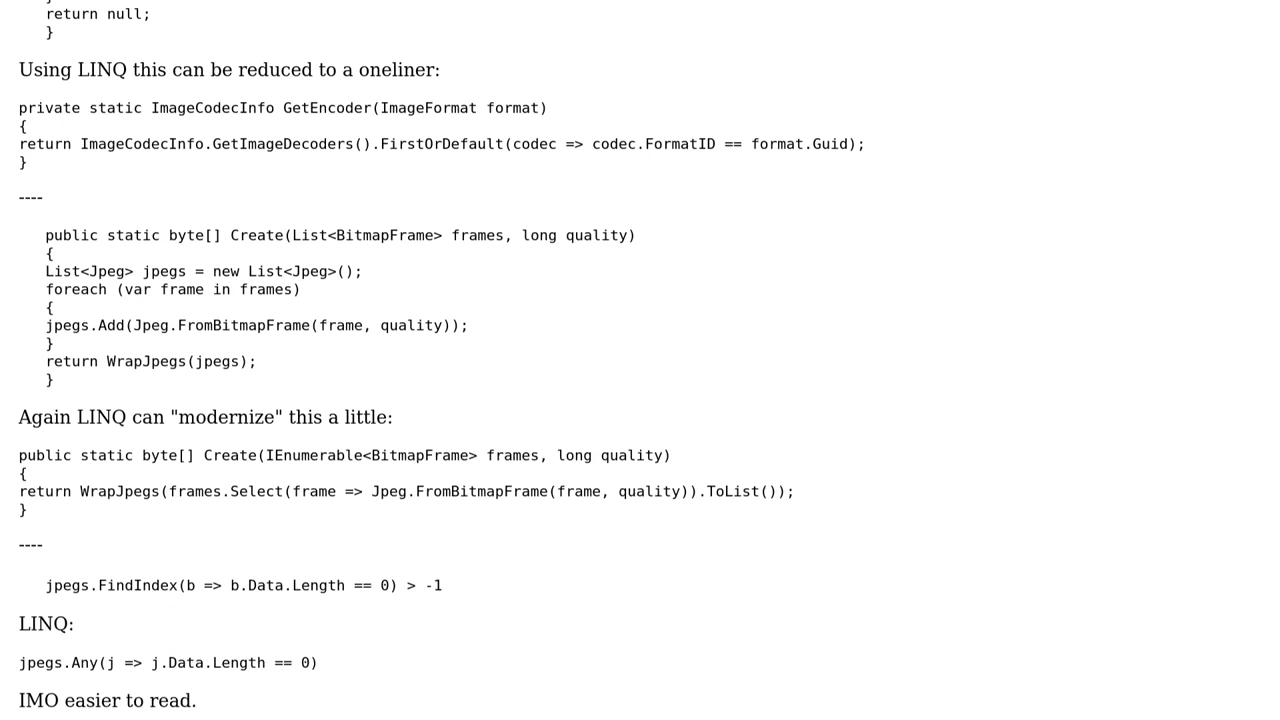 }
return null;
}
Using LINQ this can be reduced to a oneliner:
private static ImageCodecInfo GetEncoder(ImageFormat format)
{
return ImageCodecInfo.GetImageDecoders().FirstOrDefault(codec => codec.FormatID == format.Guid);
}
----
public static byte[] Create(List<BitmapFrame> frames, long quality)
{
List<Jpeg> jpegs = new List<Jpeg>();
foreach (var frame in frames)
{
jpegs.Add(Jpeg.FromBitmapFrame(frame, quality));
}
return WrapJpegs(jpegs);
}
Again LINQ can "modernize" this a little:
public static byte[] Create(IEnumerable<BitmapFrame> frames, long quality)
{
return WrapJpegs(frames.Select(frame => Jpeg.FromBitmapFrame(frame, quality)).ToList());
}
----
jpegs.FindIndex(b => b.Data.Length == 0) > -1
LINQ:
jpegs.Any(j => j.Data.Length == 0)
IMO easier to read.